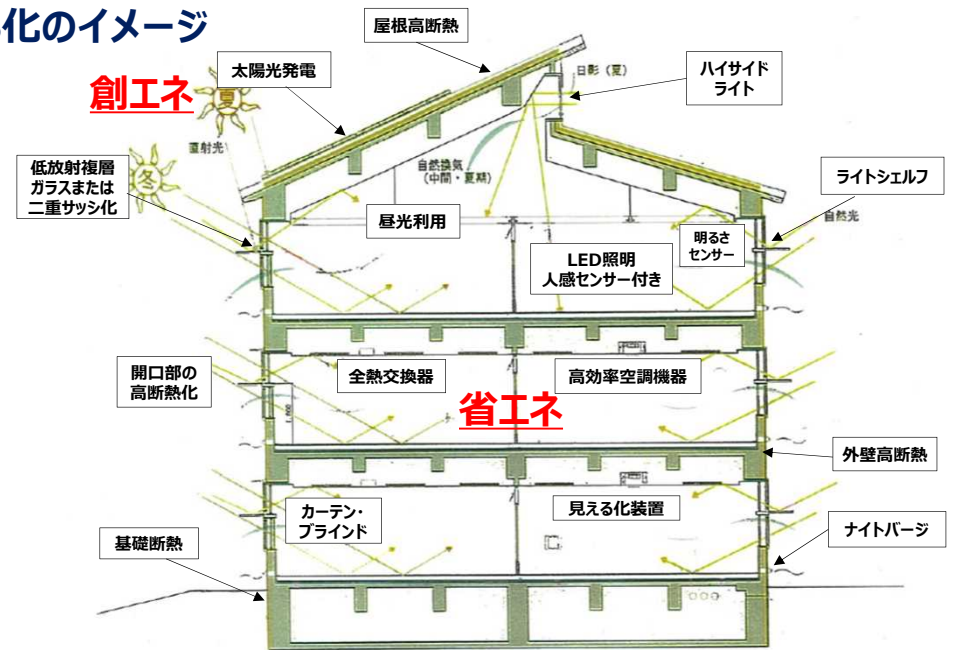 化のイメージ
屋根高断熱
太陽光発電
創エネ
夏
日影（夏）
ハイサイド
ライト
直射光
低放射複層
ガラスまたは
二重サッシ化
冬
自然換気
（中間・夏期）
ライトシェルフ
自然光
昼光利用
明るさ
センサー
LED照明
人感センサー付き
開口部の
高断熱化
全熱交換器
高効率空調機器
省エネ
外壁高断熱
カーテン・
ブラインド
見える化装置
ナイトバージ
基礎断熱